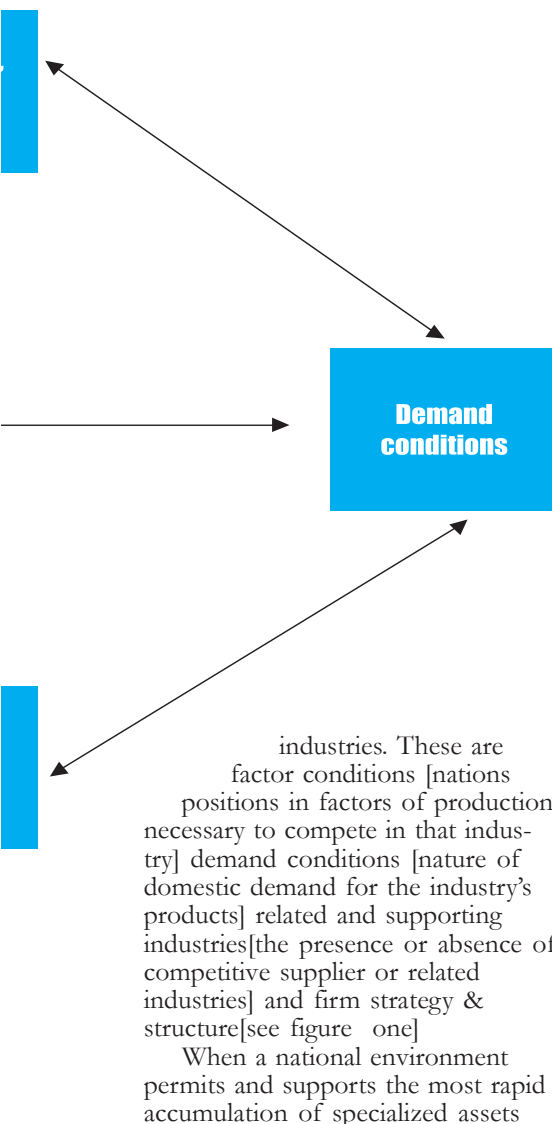 Demand
conditions
industries. These are
factor conditions [nations
positions in factors of production
necessary to compete in that indus-
try] demand conditions [nature of
domestic demand for the industry's
products] related and supporting
industries[the presence or absence of
competitive supplier or related
industries] and firm strategy &
structure[see figure one]
When a national environment
permits and supports the most rapid
accumulation of specialized assets